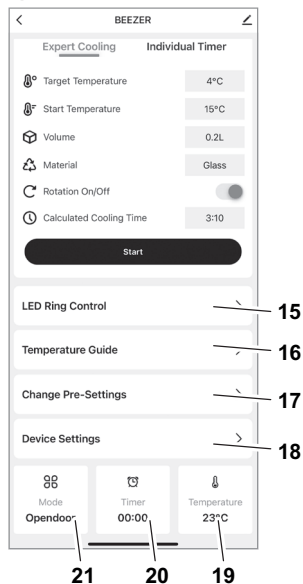 BEEZER
Expert Cooling Individual Timer
Target Temperature 4°C
Start Temperature 15°C
Volume 0.2L
Material Glass
Rotation On/Off
Calculated Cooling Time 3:10
Start
LED Ring Control
15
Temperature Guide
16
Change Pre-Settings
17
Device Settings
18
Mode Timer Temperature
Opendoor 00:00 23°C
21 20 19